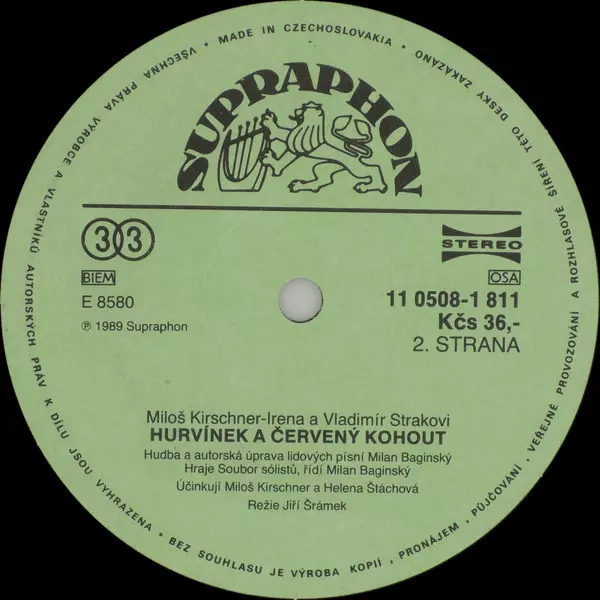 VŠECHNA PRÁVA VÝROBCE A VLASTNÍKŮ AUTORSKÝCH PRÁV K DÍLU JSOU VYHRAZENA • BEZ SOUHLASU JE VÝROBA KOPIÍ, PRONÁJEM, PŮJČOVÁNÍ, VEŘEJNÉ PROVOZOVÁNÍ A ROZHLASOVÉ ŠÍŘENÍ TÉTO DESKY ZAKÁZÁNO • MADE IN CZECHOSLOVAKIA •
SUPRAPHON
33
STEREO
BIEM
OSA
E 8580
11 0508-1 811
Kčs 36,-
℗ 1989 Supraphon
2. STRANA
Miloš Kirschner-Irena a Vladimír Strakovi
HURVÍNEK A ČERVENÝ KOHOUT
Hudba a autorská úprava lidových písní Milan Baginský
Hraje Soubor sólistů, řídí Milan Baginský
Účinkují Miloš Kirschner a Helena Štáchová
Režie Jiří Šrámek